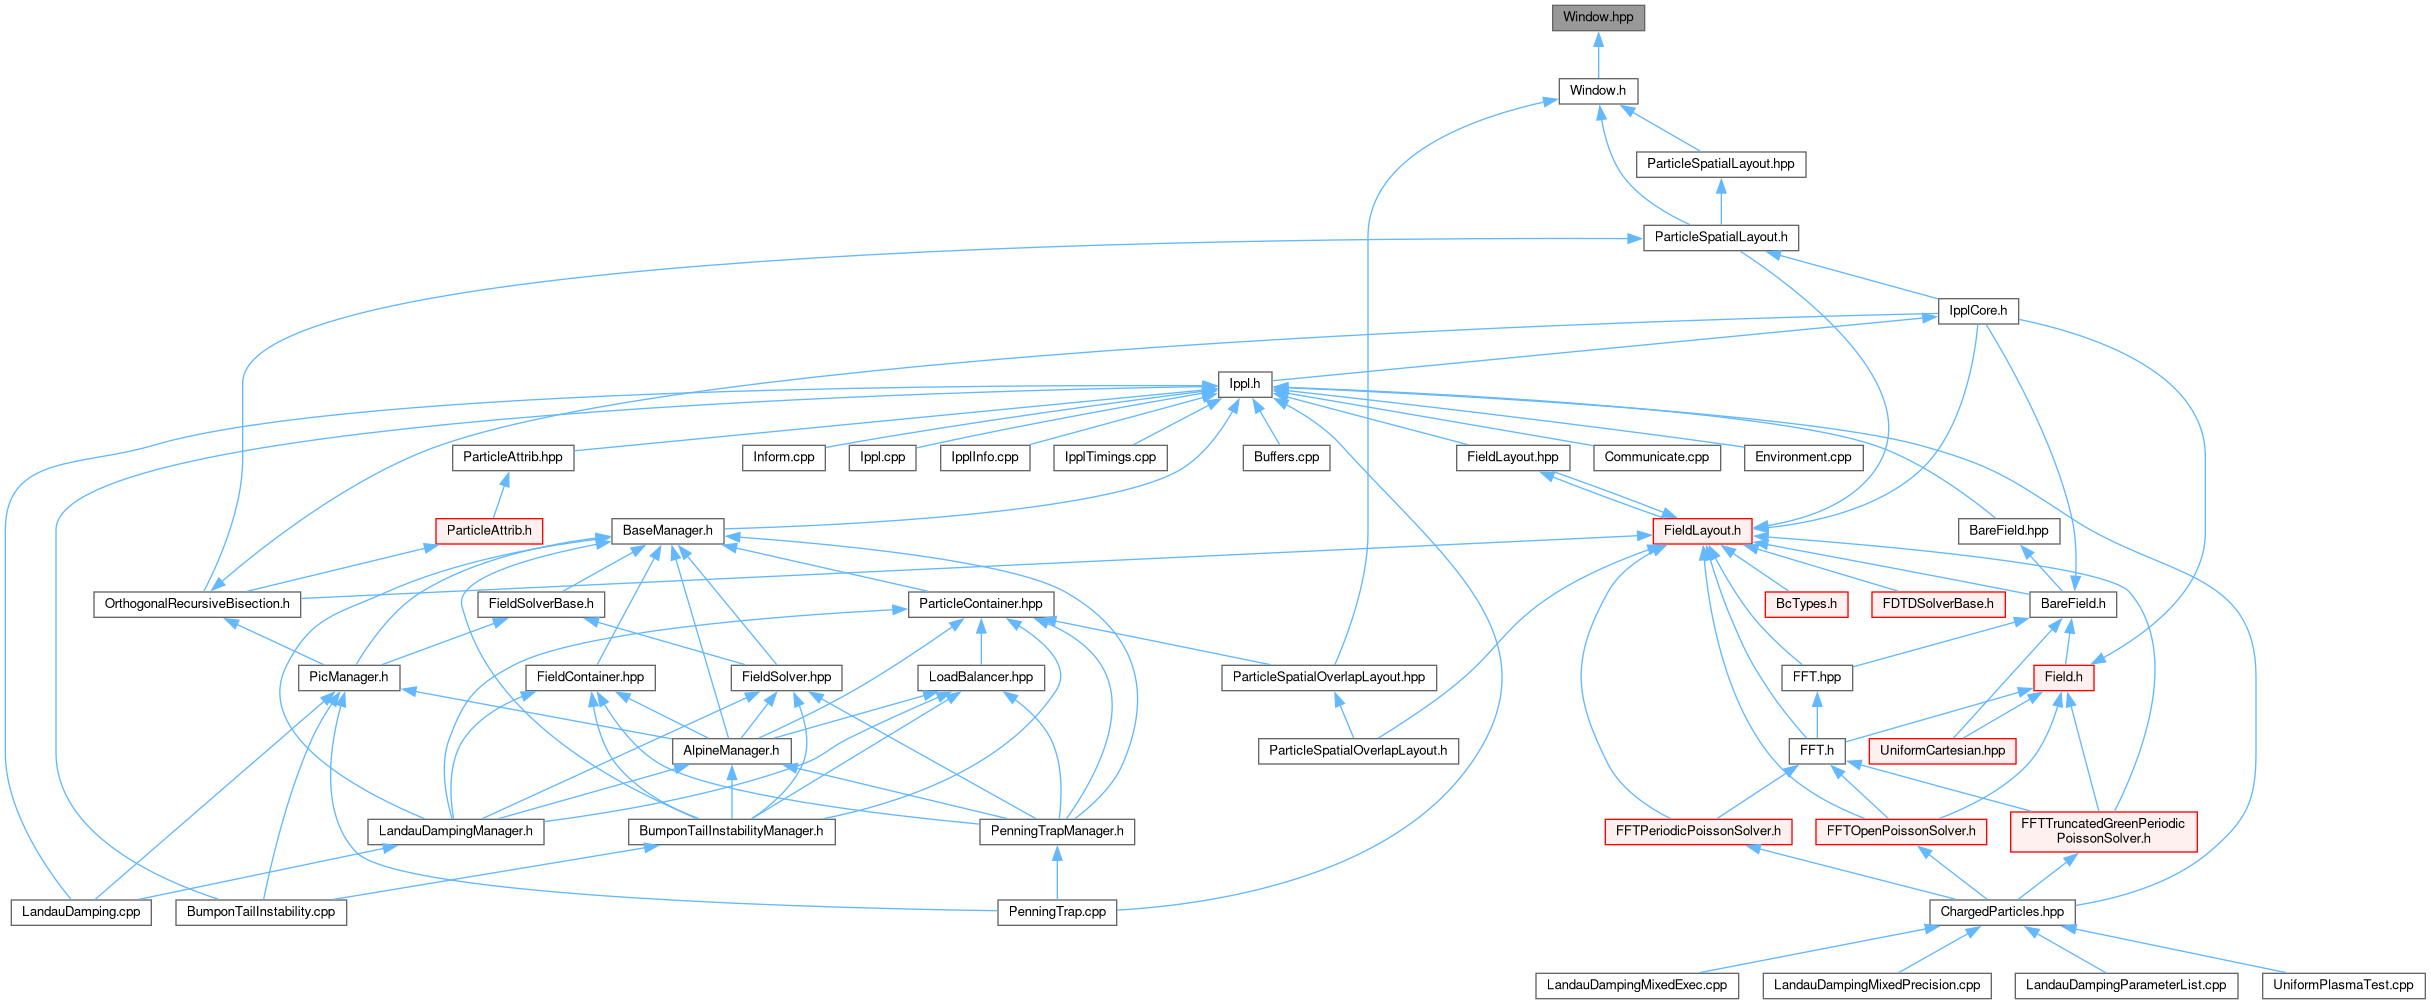 Window.hpp
Window.h
ParticleSpatialLayout.hpp
ParticleSpatialLayout.h
IpplCore.h
Ippl.h
ParticleAttrib.hpp
Inform.cpp
Ippl.cpp
IpplInfo.cpp
IpplTimings.cpp
Buffers.cpp
FieldLayout.hpp
Communicate.cpp
Environment.cpp
ParticleAttrib.h
BaseManager.h
FieldLayout.h
BareField.hpp
OrthogonalRecursiveBisection.h
FieldSolverBase.h
ParticleContainer.hpp
BcTypes.h
FDTDSolverBase.h
BareField.h
PicManager.h
FieldContainer.hpp
FieldSolver.hpp
LoadBalancer.hpp
ParticleSpatialOverlapLayout.hpp
FFT.hpp
Field.h
AlpineManager.h
ParticleSpatialOverlapLayout.h
FFT.h
UniformCartesian.hpp
LandauDampingManager.h
BumponTailInstabilityManager.h
PenningTrapManager.h
FFTPeriodicPoissonSolver.h
FFTOpenPoissonSolver.h
FFTTruncatedGreenPeriodic
PoissonSolver.h
LandauDamping.cpp
BumponTailInstability.cpp
PenningTrap.cpp
ChargedParticles.hpp
LandauDampingMixedExec.cpp
LandauDampingMixedPrecision.cpp
LandauDampingParameterList.cpp
UniformPlasmaTest.cpp